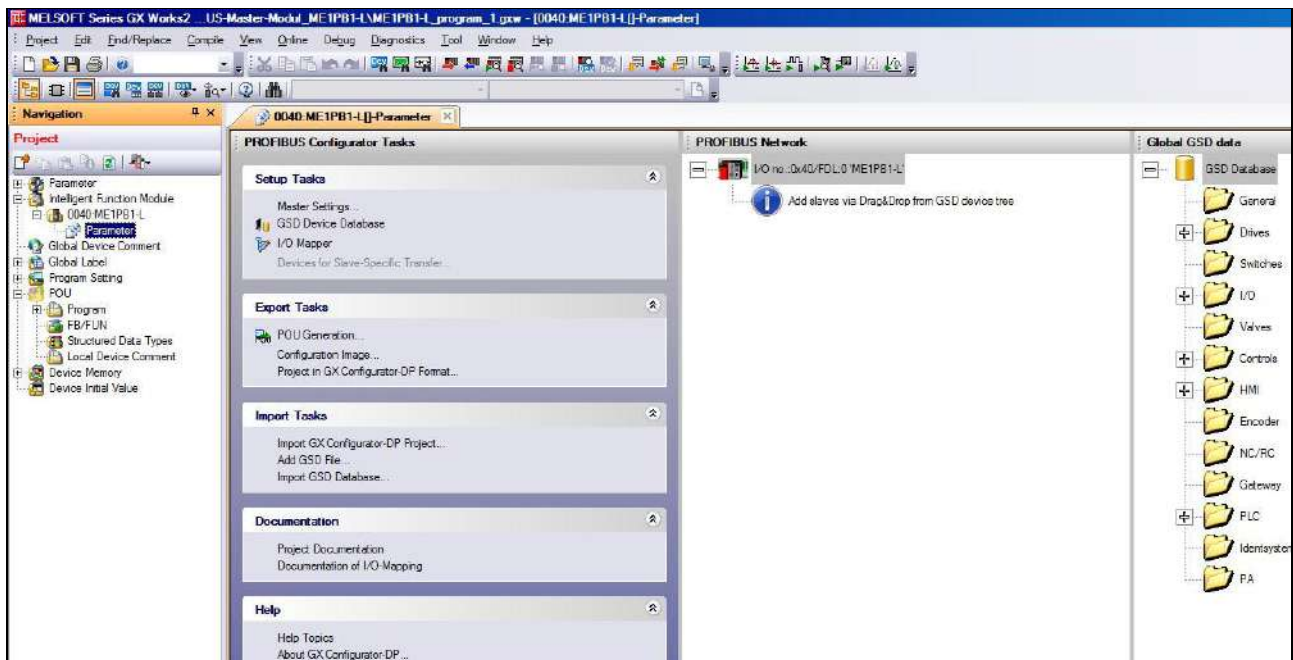 MELSOFT Series GX Works2 ...US-Master-Modul_ME1PB1-L\ME1PB1-L_program_1.gxw - [0040:ME1PB1-L[]-Parameter]
Project Edit Find/Replace Compile View Online Debug Diagnostics Tool Window Help
Navigation
0040:ME1PB1-L[]-Parameter
Project
Parameter
Intelligent Function Module
0040:ME1PB1-L
Parameter
Global Device Comment
Global Label
Program Setting
POU
Program
FB/FUN
Structured Data Types
Local Device Comment
Device Memory
Device Initial Value
PROFIBUS Configurator Tasks
Setup Tasks
Master Settings...
GSD Device Database
I/O Mapper
Devices for Slave-Specific Transfer...
Export Tasks
POU Generation...
Configuration Image...
Project in GX Configurator-DP Format...
Import Tasks
Import GX Configurator-DP Project...
Add GSD File...
Import GSD Database...
Documentation
Project Documentation
Documentation of I/O-Mapping
Help
Help Topics
About GX Configurator-DP...
PROFIBUS Network
I/O no.:0x40/FDL:0 'ME1PB1-L'
Add slaves via Drag&Drop from GSD device tree
Global GSD data
GSD Database
General
Drives
Switches
I/O
Valves
Controls
HMI
Encoder
NC/RC
Gateway
PLC
Identsystem
PA